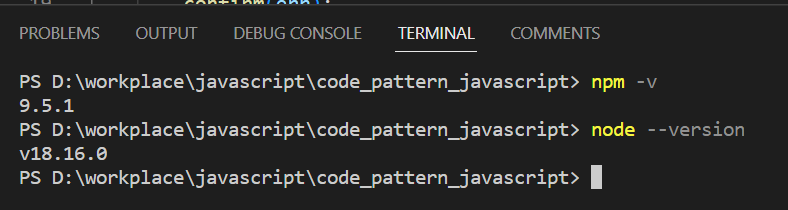 PROBLEMS OUTPUT DEBUG CONSOLE TERMINAL COMMENTS
PS D:\workplace\javascript\code_pattern_javascript> npm -v
9.5.1
PS D:\workplace\javascript\code_pattern_javascript> node --version
v18.16.0
PS D:\workplace\javascript\code_pattern_javascript>